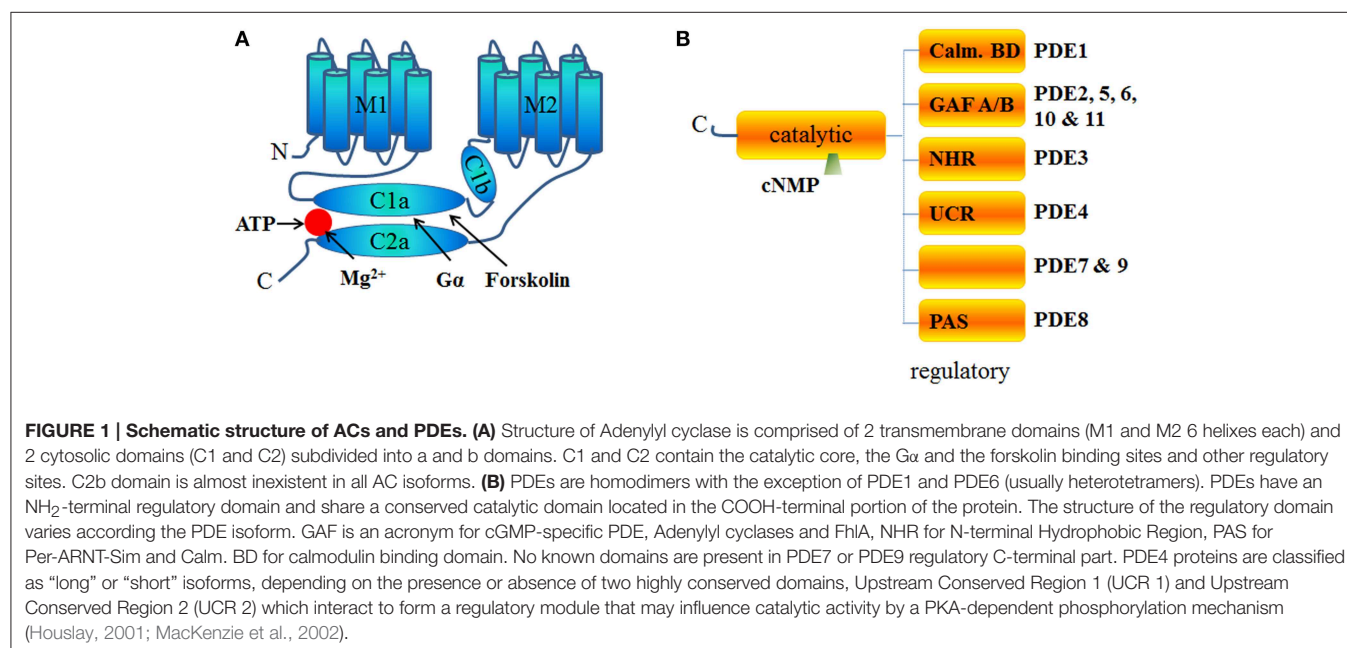 A
M1
M2
N
C1b
C1a
ATP
C2a
C
Mg2+
Gα
Forskolin
B
Calm. BD
PDE1
GAF A/B
PDE2, 5, 6,
10 & 11
C
catalytic
NHR
PDE3
cNMP
UCR
PDE4
PDE7 & 9
PAS
PDE8
regulatory
FIGURE 1 | Schematic structure of ACs and PDEs. (A) Structure of Adenylyl cyclase is comprised of 2 transmembrane domains (M1 and M2 6 helixes each) and
2 cytosolic domains (C1 and C2) subdivided into a and b domains. C1 and C2 contain the catalytic core, the Gα and the forskolin binding sites and other regulatory
sites. C2b domain is almost inexistent in all AC isoforms. (B) PDEs are homodimers with the exception of PDE1 and PDE6 (usually heterotetramers). PDEs have an
NH2-terminal regulatory domain and share a conserved catalytic domain located in the COOH-terminal portion of the protein. The structure of the regulatory domain
varies according the PDE isoform. GAF is an acronym for cGMP-specific PDE, Adenylyl cyclases and FhlA, NHR for N-terminal Hydrophobic Region, PAS for
Per-ARNT-Sim and Calm. BD for calmodulin binding domain. No known domains are present in PDE7 or PDE9 regulatory C-terminal part. PDE4 proteins are classified
as “long” or “short” isoforms, depending on the presence or absence of two highly conserved domains, Upstream Conserved Region 1 (UCR 1) and Upstream
Conserved Region 2 (UCR 2) which interact to form a regulatory module that may influence catalytic activity by a PKA-dependent phosphorylation mechanism
(Houslay, 2001; MacKenzie et al., 2002).